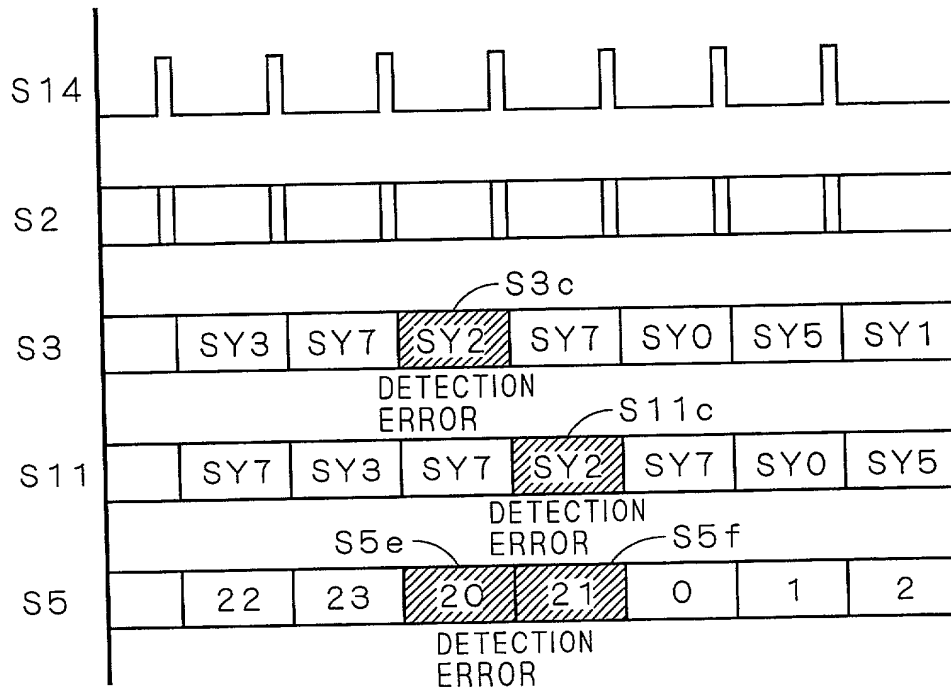 S14
S2
S3c
S3 SY3 SY7 SY2 SY7 SY0 SY5 SY1
DETECTION
ERROR
S11c
S11 SY7 SY3 SY7 SY2 SY7 SY0 SY5
DETECTION
ERROR
S5e S5f
S5 22 23 20 21 0 1 2
DETECTION
ERROR